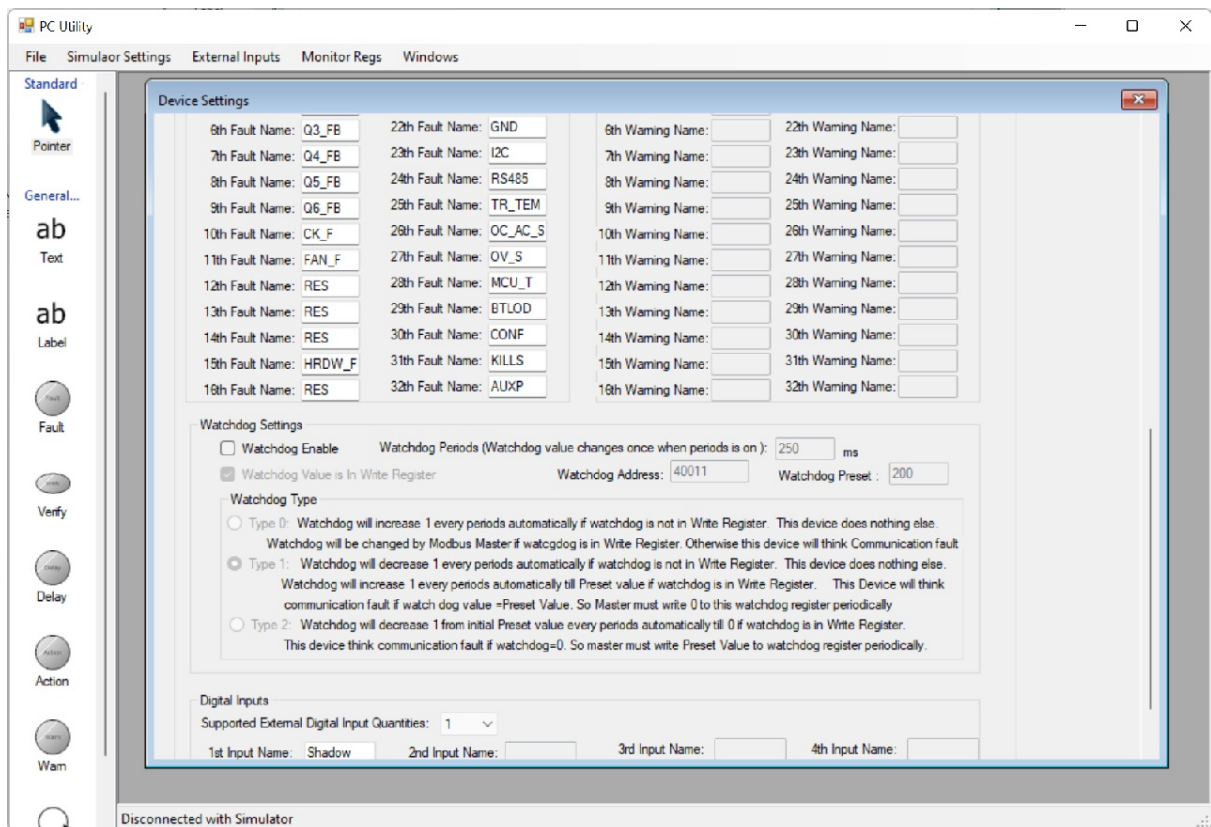 PC Utility
File Simulaor Settings External Inputs Monitor Regs Windows
Standard
Pointer
General...
ab
Text
ab
Label
Fault
Verify
Delay
Action
Warn
Device Settings
6th Fault Name: Q3_FB 22th Fault Name: GND 6th Warning Name: 22th Warning Name:
7th Fault Name: Q4_FB 23th Fault Name: I2C 7th Warning Name: 23th Warning Name:
8th Fault Name: Q5_FB 24th Fault Name: RS485 8th Warning Name: 24th Warning Name:
9th Fault Name: Q6_FB 25th Fault Name: TR_TEM 9th Warning Name: 25th Warning Name:
10th Fault Name: CK_F 26th Fault Name: OC_AC_S 10th Warning Name: 26th Warning Name:
11th Fault Name: FAN_F 27th Fault Name: OV_S 11th Warning Name: 27th Warning Name:
12th Fault Name: RES 28th Fault Name: MCU_T 12th Warning Name: 28th Warning Name:
13th Fault Name: RES 29th Fault Name: BTLOD 13th Warning Name: 29th Warning Name:
14th Fault Name: RES 30th Fault Name: CONF 14th Warning Name: 30th Warning Name:
15th Fault Name: HRDW_F 31th Fault Name: KILLS 15th Warning Name: 31th Warning Name:
16th Fault Name: RES 32th Fault Name: AUXP 16th Warning Name: 32th Warning Name:
Watchdog Settings
Watchdog Enable Watchdog Periods (Watchdog value changes once when periods is on ): 250 ms
Watchdog Value is In Write Register Watchdog Address: 40011 Watchdog Preset : 200
Watchdog Type
Type 0: Watchdog will increase 1 every periods automatically if watchdog is not in Write Register. This device does nothing else.
Watchdog will be changed by Modbus Master if watcgdog is in Write Register. Otherwise this device will think Communication fault
Type 1: Watchdog will decrease 1 every periods automatically if watchdog is not in Write Register. This device does nothing else.
Watchdog will increase 1 every periods automatically till Preset value if watchdog is in Write Register. This Device will think
communication fault if watch dog value =Preset Value. So Master must write 0 to this watchdog register periodically
Type 2: Watchdog will decrease 1 from initial Preset value every periods automatically till 0 if watchdog is in Write Register.
This device think communication fault if watchdog=0. So master must write Preset Value to watchdog register periodically.
Digital Inputs
Supported External Digital Input Quantities: 1
1st Input Name: Shadow 2nd Input Name: 3rd Input Name: 4th Input Name:
Disconnected with Simulator